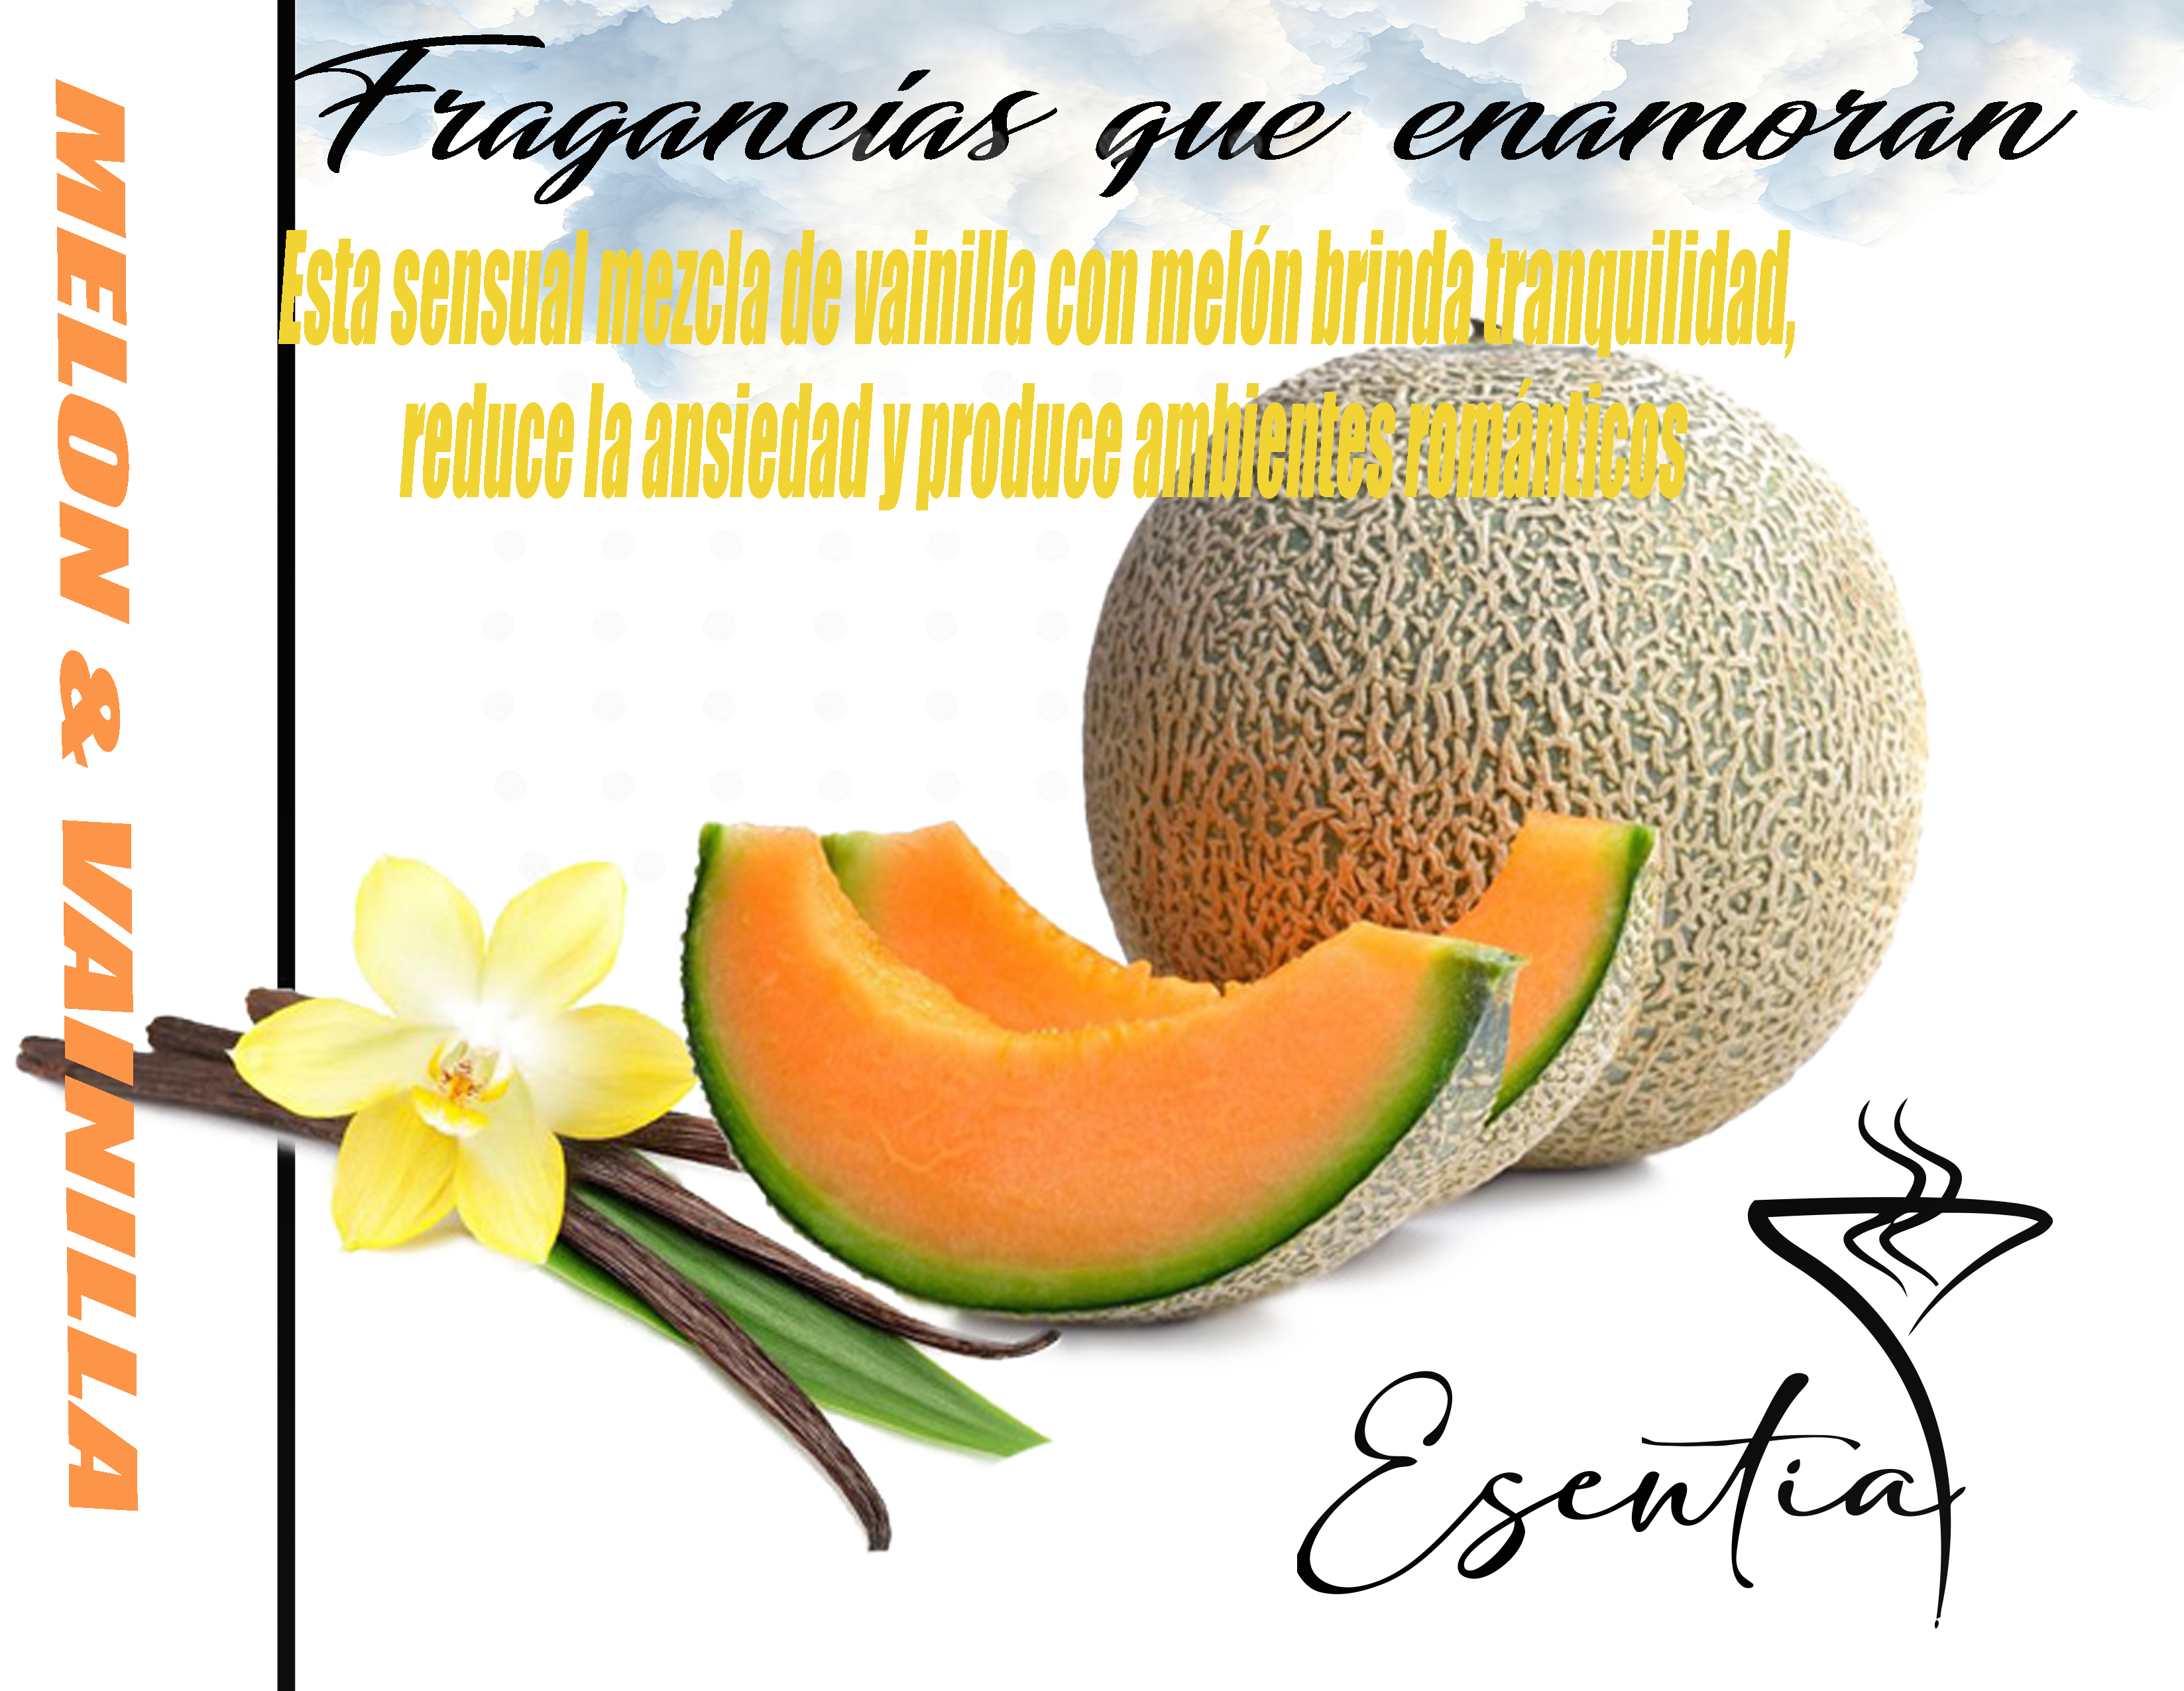 Fragancias que enamoran
Esta sensual mezcla de vainilla con melón brinda tranquilidad,
reduce la ansiedad y produce ambientes románticos
MELON & VAINILLA
Esentia